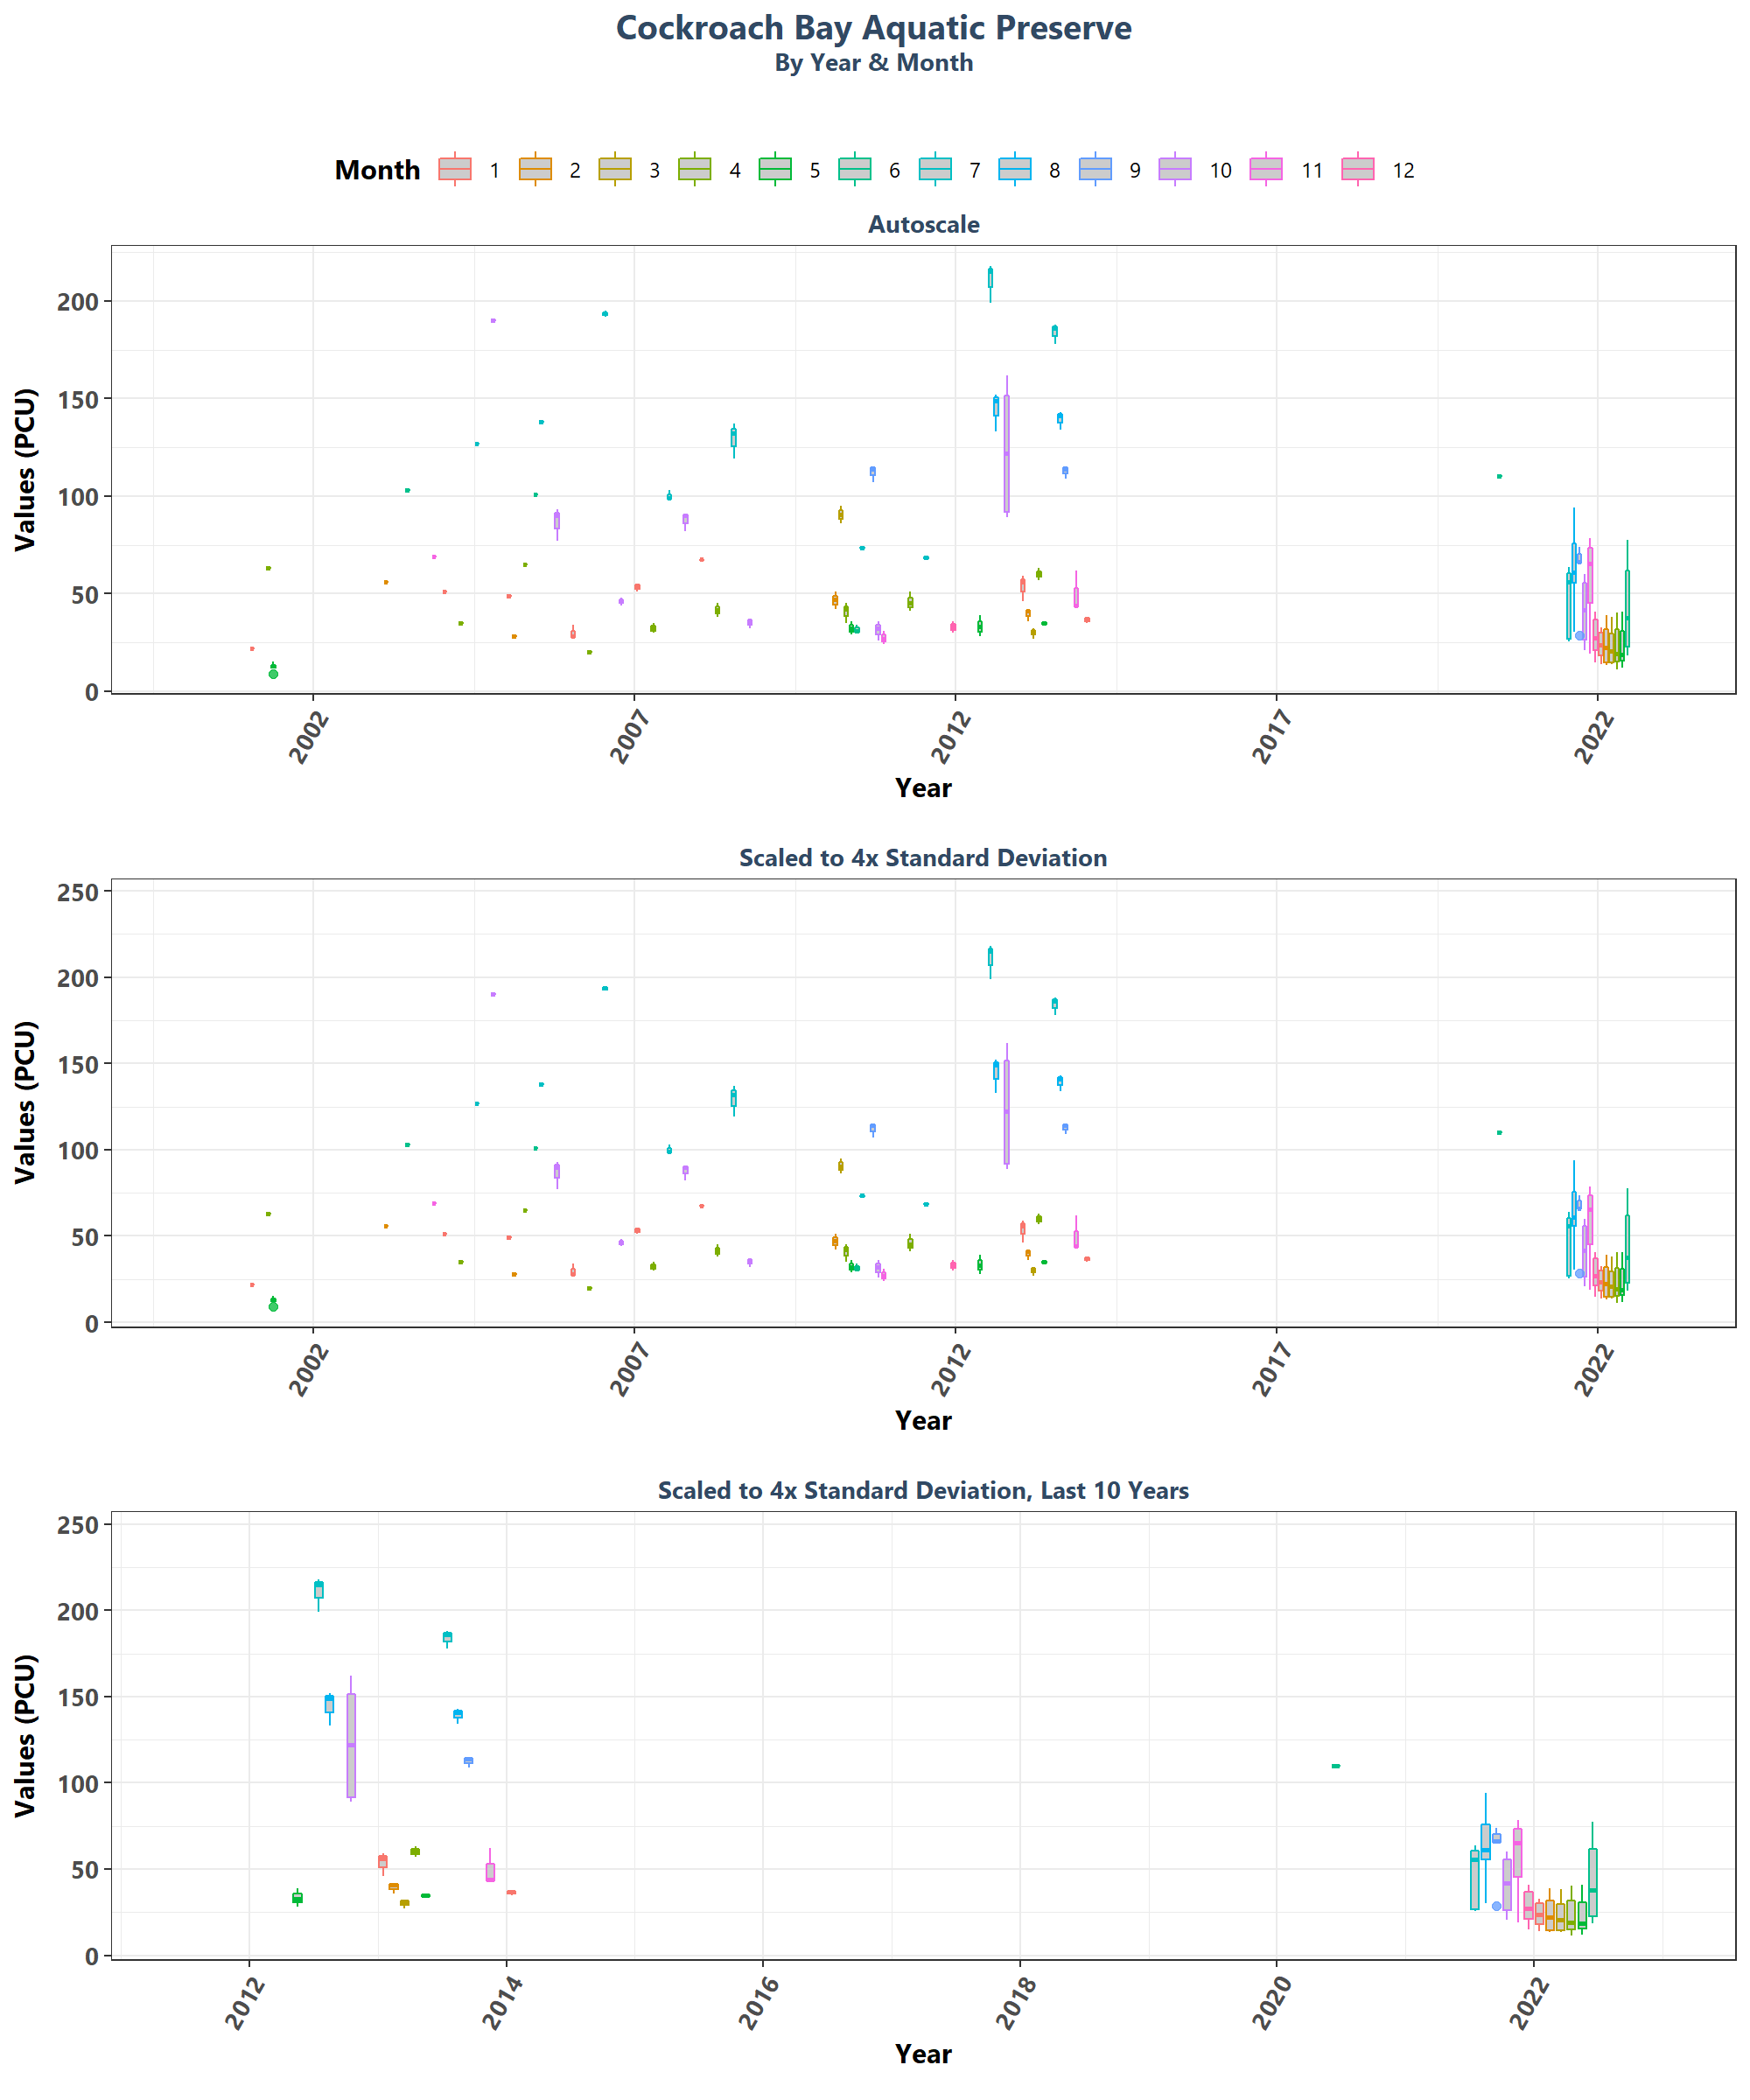 Cockroach Bay Aquatic Preserve
By Year & Month
Month 1 2 3 4 5 6 7 8 9 10 11 12
Autoscale
Values (PCU)
200
150
100
50
0
2002 2007 2012 2017 2022
Year
Scaled to 4x Standard Deviation
Values (PCU)
250
200
150
100
50
0
2002 2007 2012 2017 2022
Year
Scaled to 4x Standard Deviation, Last 10 Years
Values (PCU)
250
200
150
100
50
0
2012 2014 2016 2018 2020 2022
Year